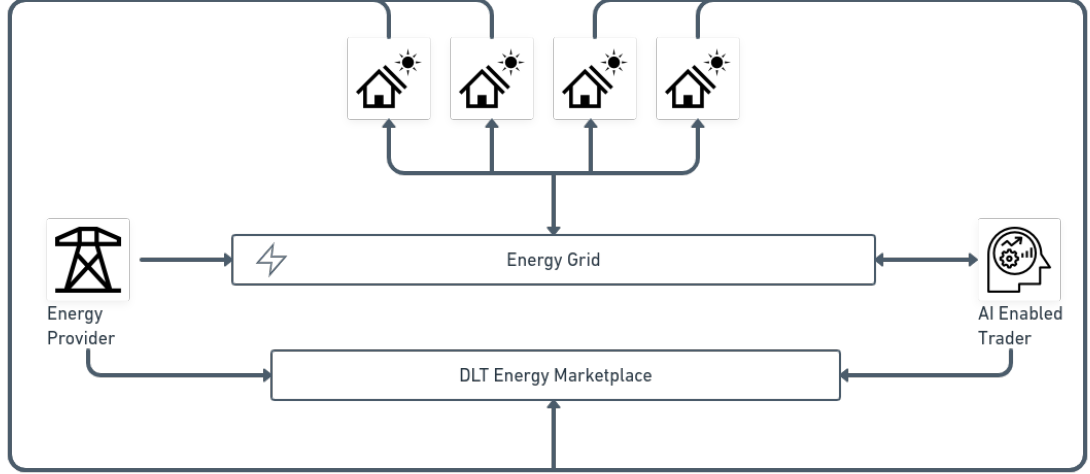 Energy Grid
Energy
Provider
AI Enabled
Trader
DLT Energy Marketplace